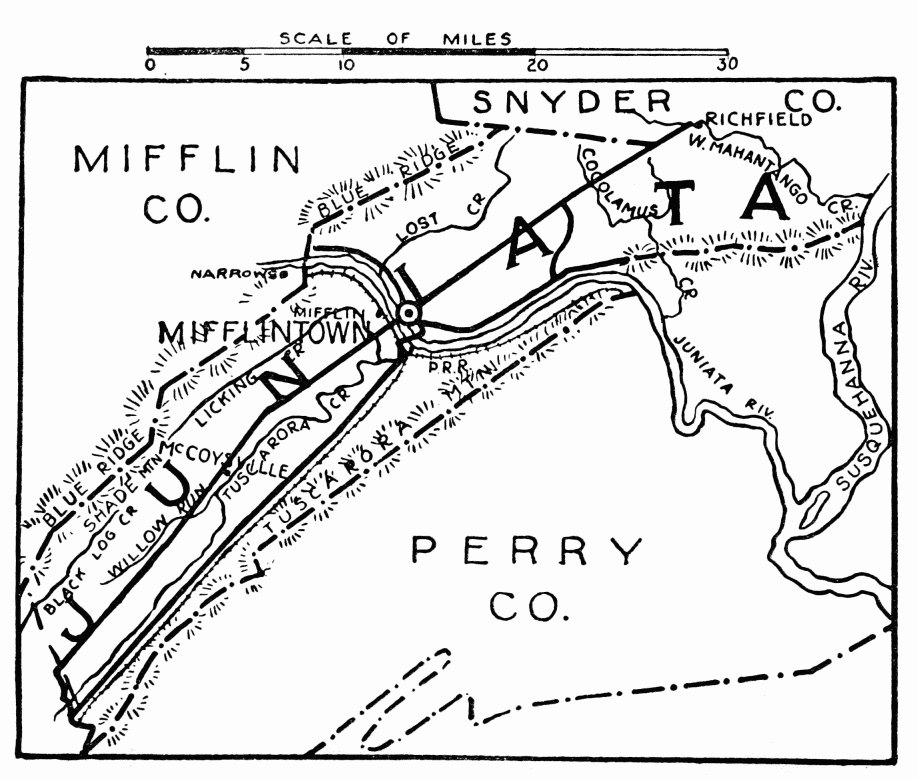 SCALE OF MILES
0 5 10 20 30
SNYDER CO.
RICHFIELD
MIFFLIN
CO.
BLUE RIDGE
W. MAHANTANGO CR.
COCOLAMUS CR
LOST CR
JUNIATA
NARROWS
MIFFLIN
MIFFLINTOWN
LICKING CR
P.R.R.
JUNIATA RIV.
SUSQUEHANNA RIV.
TUSCARORA CR
TUSCARORA MTN
BLUE RIDGE
SHADE MTN
McCOYSVILLE
WILLOW RUN
BLACK LOG CR
PERRY
CO.